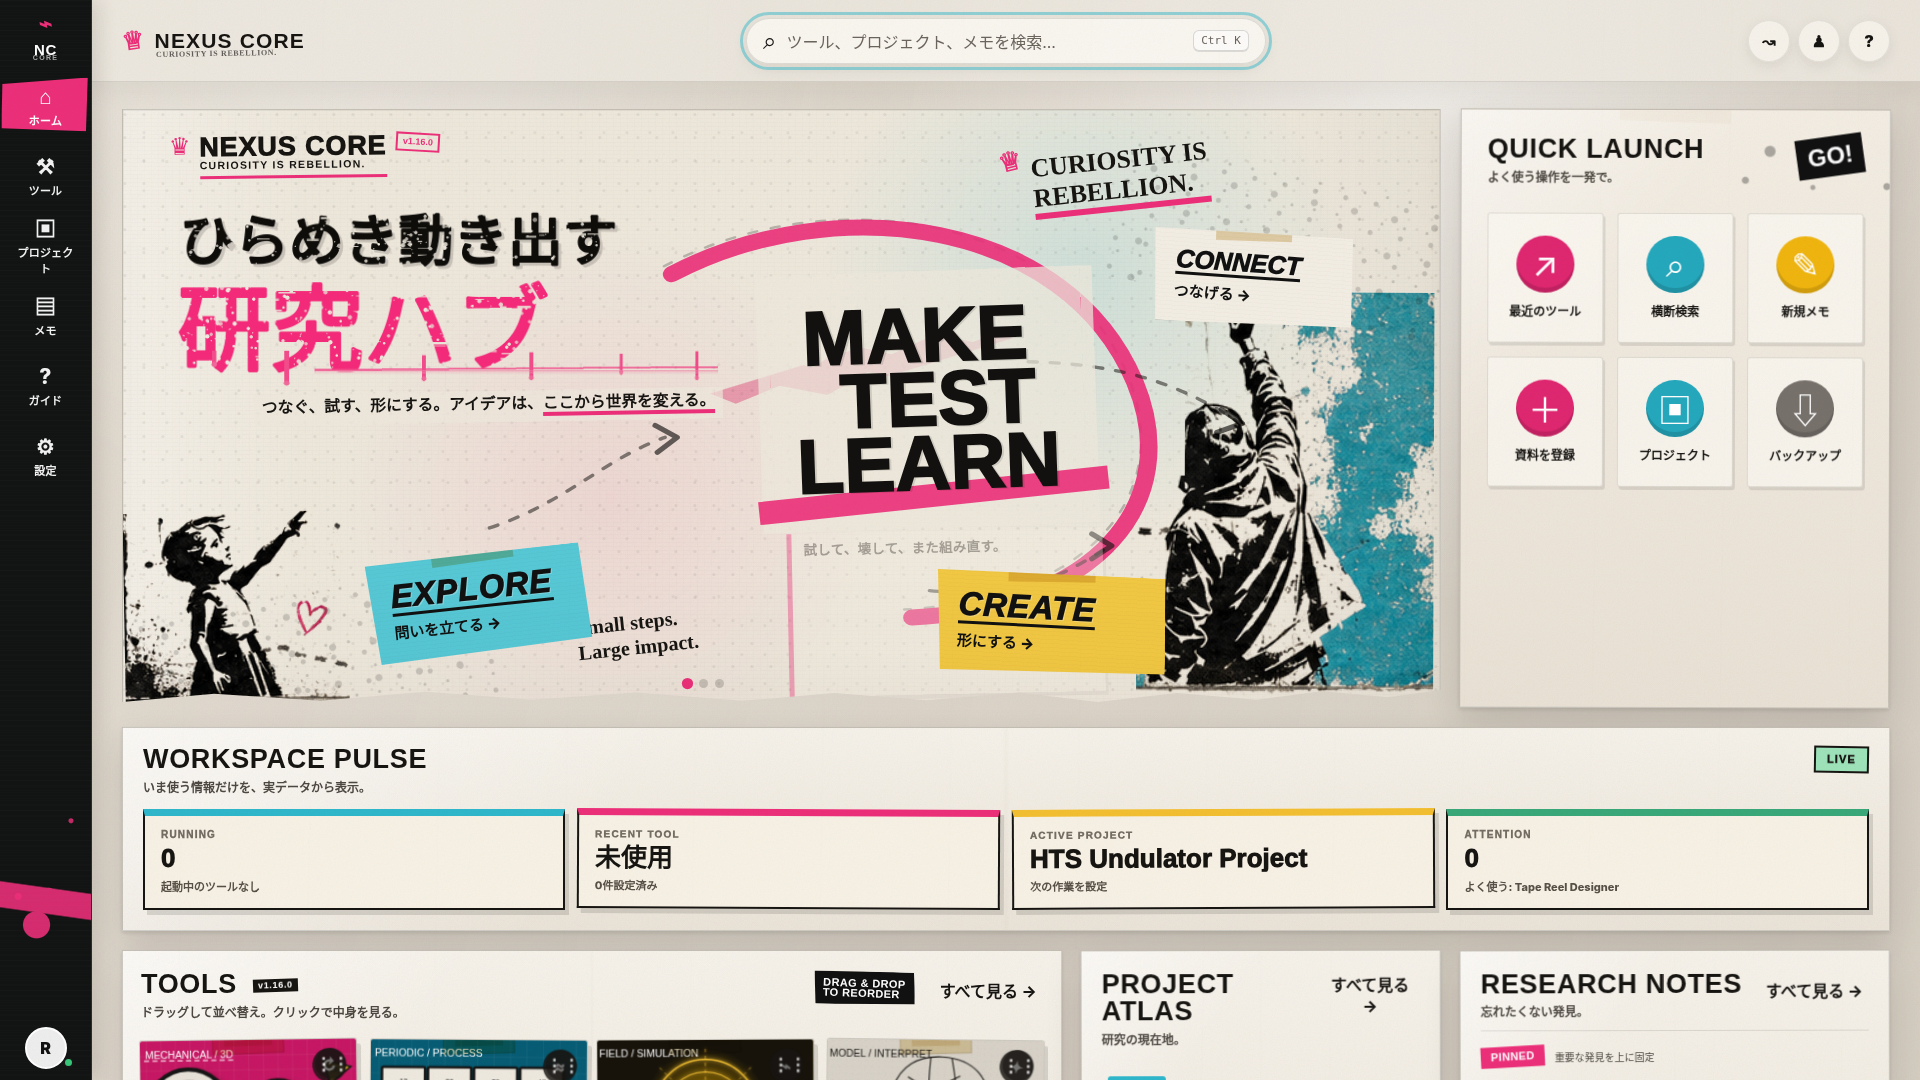 NC
CORE
ホーム
ツール
プロジェク
ト
メモ
ガイド
設定
R
NEXUS CORE
CURIOSITY IS REBELLION.
ツール、プロジェクト、メモを検索...
Ctrl K
?
NEXUS CORE
v1.16.0
CURIOSITY IS REBELLION.
ひらめき動き出す
研究ハブ
つなぐ、試す、形にする。アイデアは、ここから世界を変える。
CURIOSITY IS
REBELLION.
CONNECT
つなげる →
MAKE
TEST
LEARN
試して、壊して、また組み直す。
EXPLORE
問いを立てる →
mall steps.
Large impact.
CREATE
形にする →
QUICK LAUNCH
よく使う操作を一発で。
GO!
最近のツール
横断検索
新規メモ
資料を登録
プロジェクト
バックアップ
WORKSPACE PULSE
いま使う情報だけを、実データから表示。
LIVE
RUNNING
0
起動中のツールなし
RECENT TOOL
未使用
0件設定済み
ACTIVE PROJECT
HTS Undulator Project
次の作業を設定
ATTENTION
0
よく使う: Tape Reel Designer
TOOLS
v1.16.0
ドラッグして並べ替え。クリックで中身を見る。
DRAG & DROP
TO REORDER
すべて見る →
MECHANICAL / 3D
PERIODIC / PROCESS
FIELD / SIMULATION
MODEL / INTERPRET
PROJECT
ATLAS
研究の現在地。
すべて見る
→
RESEARCH NOTES
忘れたくない発見。
すべて見る →
PINNED
重要な発見を上に固定